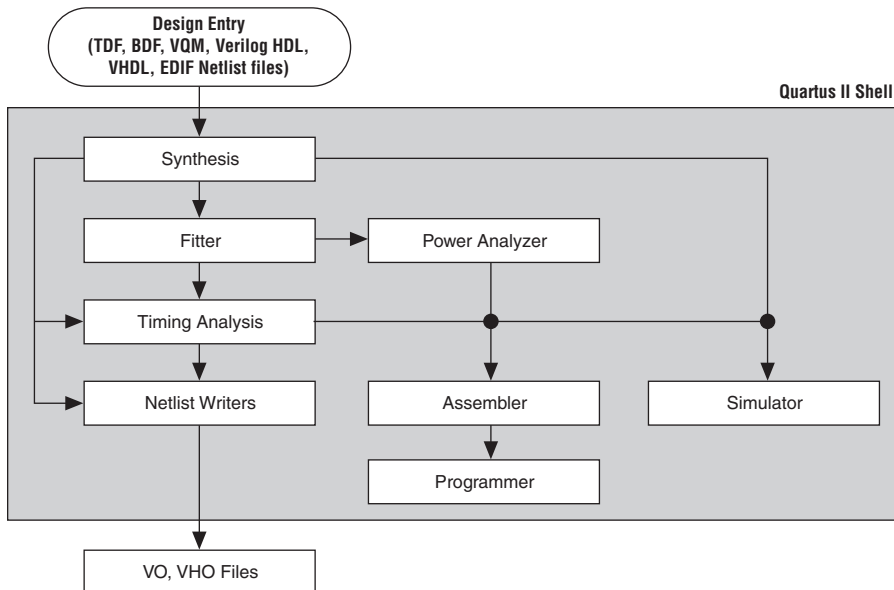 Design Entry
(TDF, BDF, VQM, Verilog HDL,
VHDL, EDIF Netlist files)
Quartus II Shell
Synthesis
Fitter
Power Analyzer
Timing Analysis
Netlist Writers
Assembler
Simulator
Programmer
VO, VHO Files